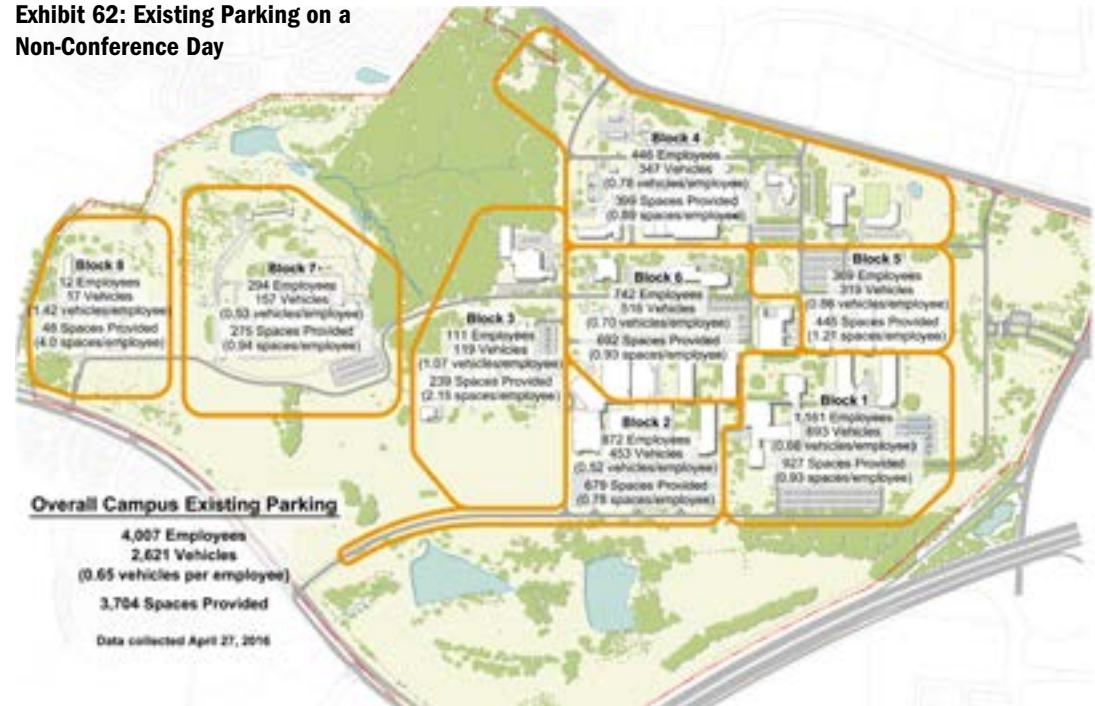 Exhibit 62: Existing Parking on a
Non-Conference Day
Block 4
446 Employees
347 Vehicles
(0.78 vehicles/employee)
399 Spaces Provided
(0.89 spaces/employee)
Block 8
12 Employees
17 Vehicles
(1.42 vehicles/employee)
48 Spaces Provided
(4.0 spaces/employee)
Block 7
294 Employees
157 Vehicles
(0.53 vehicles/employee)
275 Spaces Provided
(0.94 spaces/employee)
Block 3
111 Employees
119 Vehicles
(1.07 vehicles/employee)
239 Spaces Provided
(2.15 spaces/employee)
Block 6
742 Employees
516 Vehicles
(0.70 vehicles/employee)
692 Spaces Provided
(0.93 spaces/employee)
Block 5
369 Employees
319 Vehicles
(0.86 vehicles/employee)
445 Spaces Provided
(1.21 spaces/employee)
Block 2
872 Employees
453 Vehicles
(0.52 vehicles/employee)
679 Spaces Provided
(0.78 spaces/employee)
Block 1
1,161 Employees
693 Vehicles
vehicles/employee)
927 Spaces Provided
(0.93 spaces/employee)
Overall Campus Existing Parking
4,007 Employees
2,621 Vehicles
(0.65 vehicles per employee)
3,704 Spaces Provided
Data collected April 27, 2016